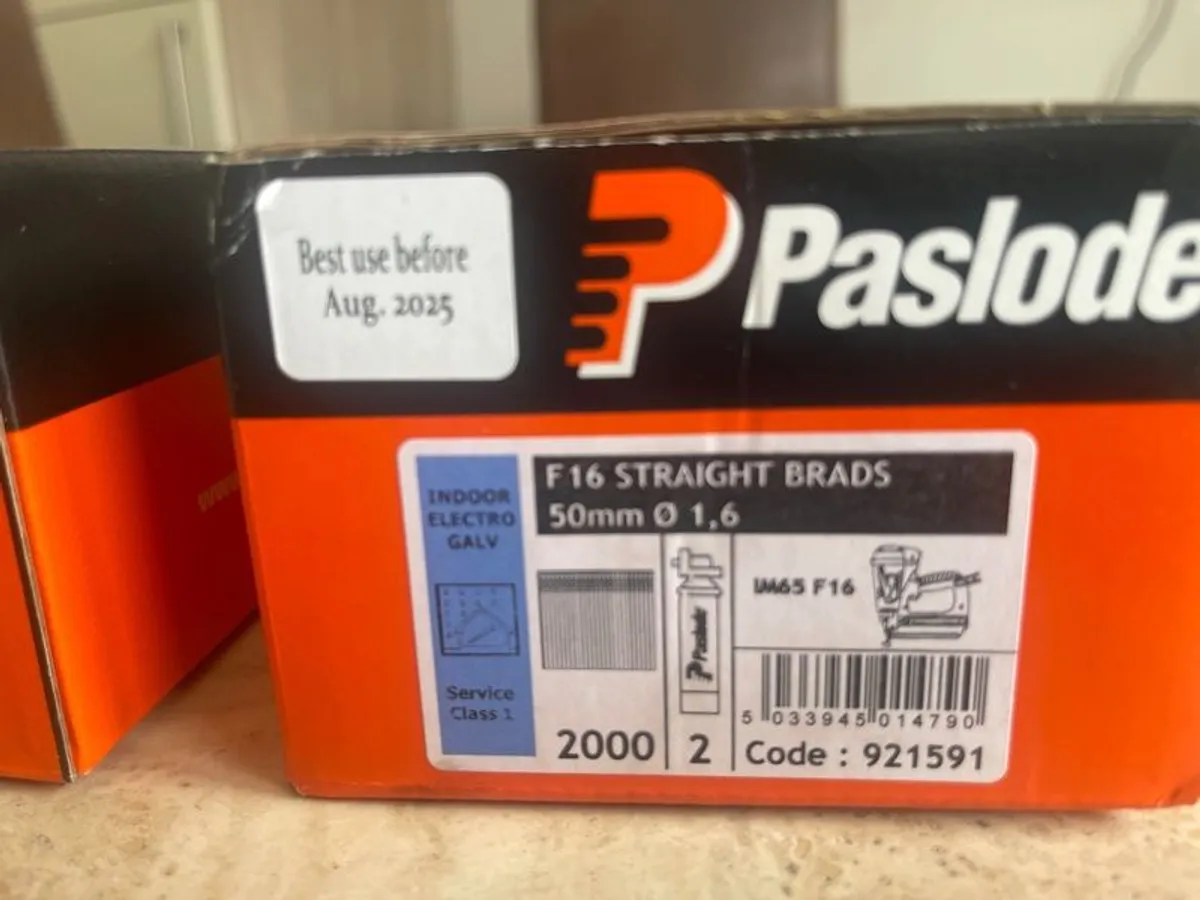 Best use before
Aug. 2025
Paslode
F16 STRAIGHT BRADS
50mm Ø 1,6
INDOOR
ELECTRO
GALV
Service
Class 1
IM65 F16
Paslode
2000
2
5 033945 014790
Code : 921591